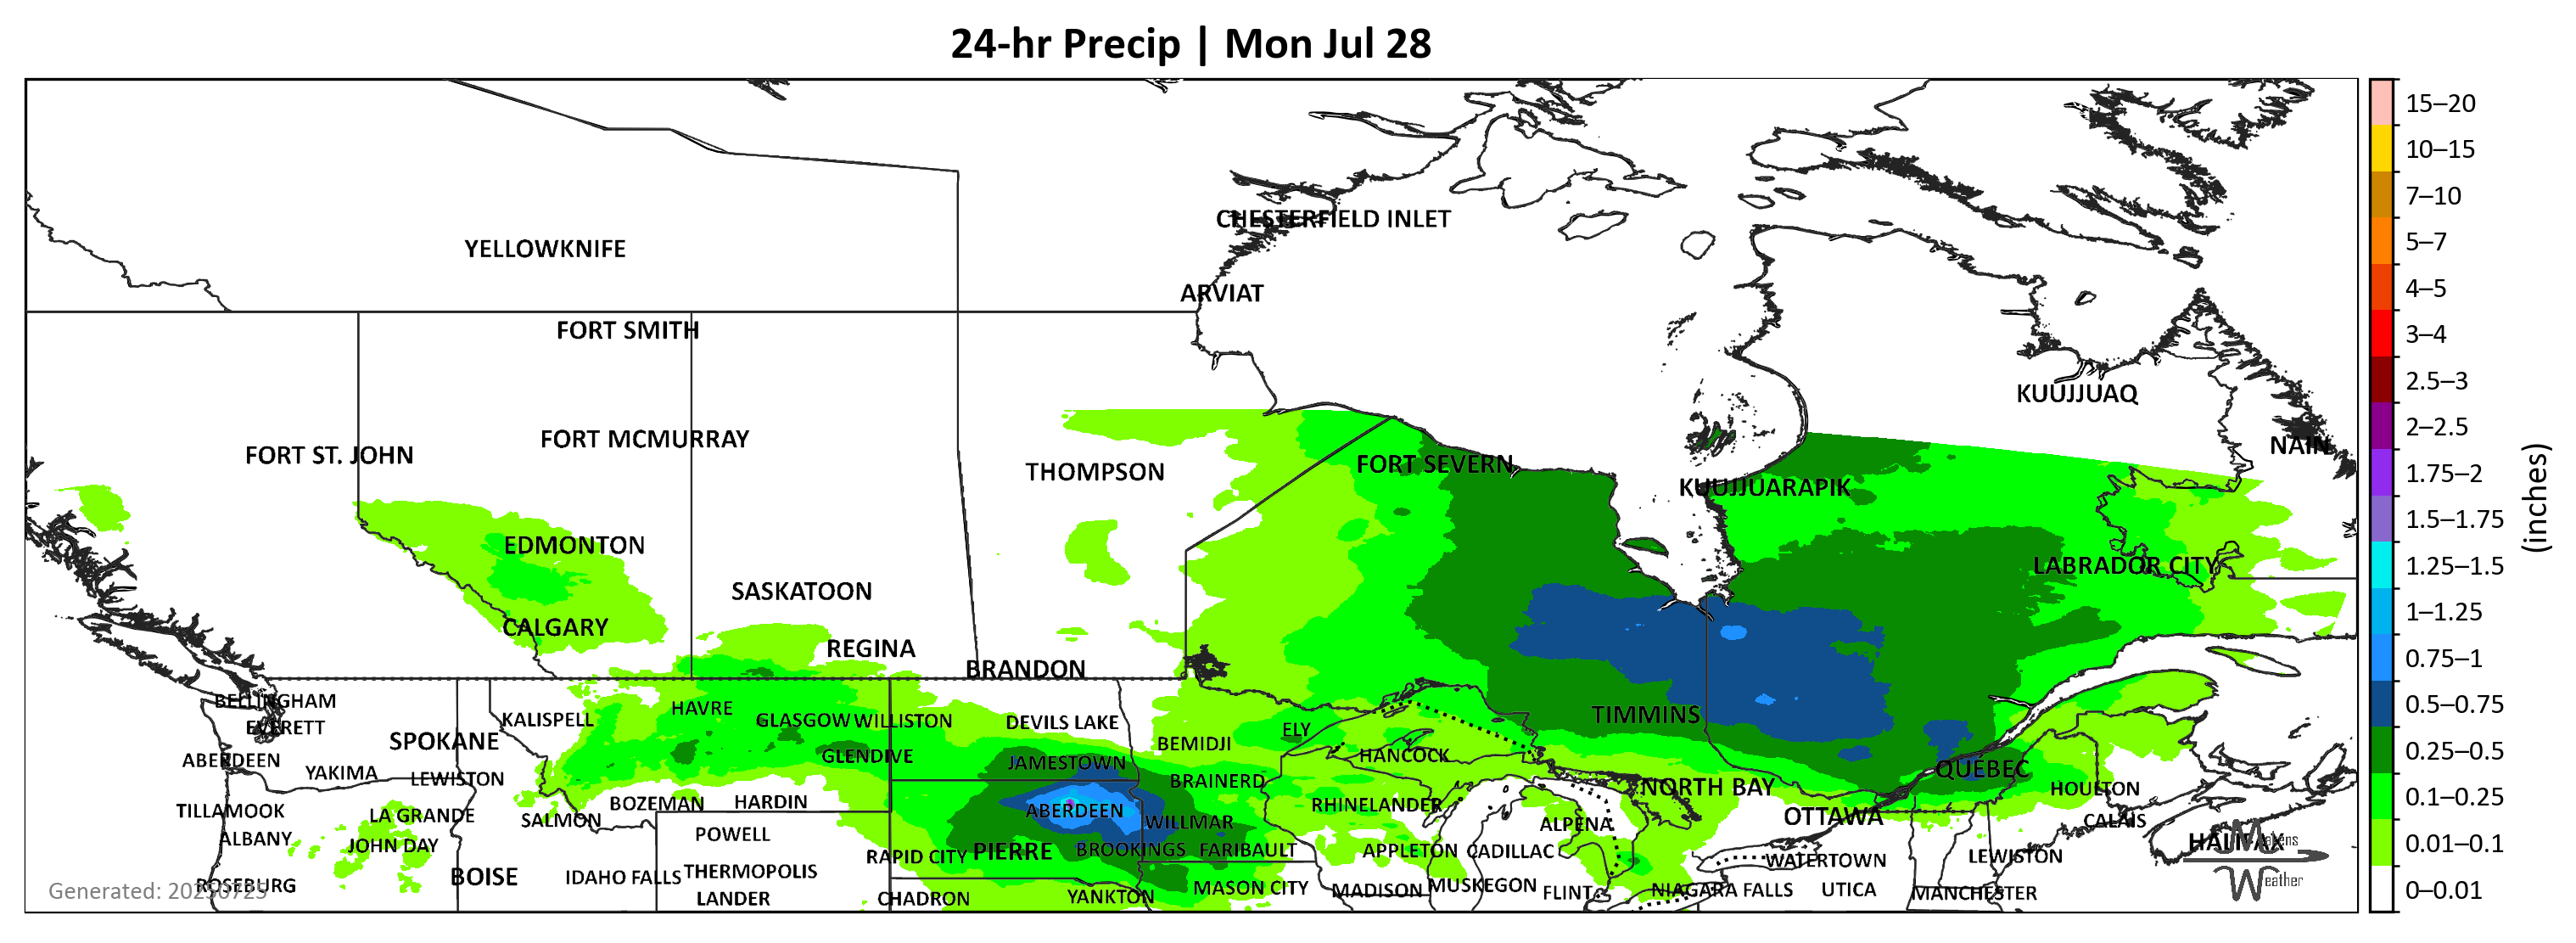 24-hr Precip | Mon Jul 28
CHESTERFIELD INLET
YELLOWKNIFE
ARVIAT
FORT SMITH
KUUJJUAQ
FORT MCMURRAY
NAIN
FORT ST. JOHN
THOMPSON
FORT SEVERN
KUUJJUARAPIK
EDMONTON
LABRADOR CITY
SASKATOON
CALGARY
REGINA
BRANDON
BELLINGHAM
HAVRE
KALISPELL
GLASGOW WILLISTON
DEVILS LAKE
TIMMINS
EVERETT
ELY
SPOKANE
BEMIDJI
ABERDEEN
GLENDIVE
JAMESTOWN
HANCOCK
QUÉBEC
YAKIMA
LEWISTON
BRAINERD
NORTH BAY
HOULTON
TILLAMOOK
LA GRANDE
BOZEMAN
HARDIN
ABERDEEN
RHINELANDER
SALMON
WILLMAR
ALPENA
OTTAWA
CALAIS
ALBANY
JOHN DAY
POWELL
HALIFAX
RAPID CITY
PIERRE
BROOKINGS
FARIBAULT
APPLETON
CADILLAC
WATERTOWN
LEWISTON
ROSEBURG
BOISE
IDAHO FALLS
THERMOPOLIS
LANDER
CHADRON
YANKTON
MASON CITY
MADISON
MUSKEGON
FLINT
NIAGARA FALLS
UTICA
MANCHESTER
Generated: 20250725
Weather
15–20
10–15
7–10
5–7
4–5
3–4
2.5–3
2–2.5
1.75–2
1.5–1.75
1.25–1.5
1–1.25
0.75–1
0.5–0.75
0.25–0.5
0.1–0.25
0.01–0.1
0–0.01
(inches)